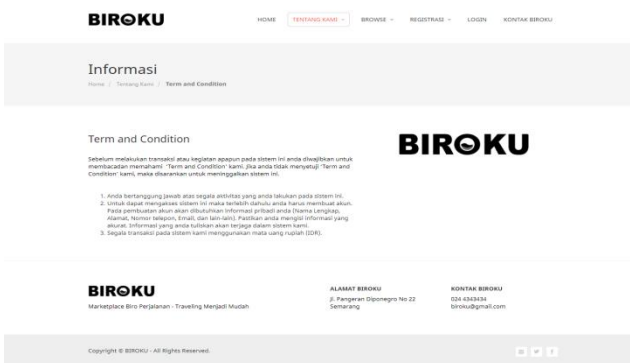 BIROKU
HOME TENTANG KAMI BROWSE REGISTRASI LOGIN KONTAK BIROKU
Informasi
Home / Tentang Kami / Term and Condition
Term and Condition
BIROKU
Sebelum melakukan transaksi atau kegiatan apapun pada sistem ini anda diwajibkan untuk
membacadan memahami "Term and Condition" kami. Jika anda tidak menyetuji "Term and
Condition" kami, maka disarankan untuk meninggalkan sistem ini.
1. Anda bertanggung jawab atas segala aktivitas yang anda lakukan pada sistem ini.
2. Untuk dapat mengakses sistem ini maka terlebih dahulu anda harus membuat akun.
Pada pembuatan akun akan dibutuhkan informasi pribadi anda (Nama Lengkap,
Alamat, Nomor telepon, Email, dan lain-lain). Pastikan anda mengisi informasi yang
akurat. Informasi yang anda tuliskan akan terjaga dalam sistem kami.
3. Segala transaksi pada sistem kami menggunakan mata uang rupiah (IDR).
BIROKU
Marketplace Biro Perjalanan - Traveling Menjadi Mudah
ALAMAT BIROKU
Jl. Pangeran Diponegro No 22
Semarang
KONTAK BIROKU
024 4343434
biroku@gmail.com
Copyright © BIROKU - All Rights Reserved.